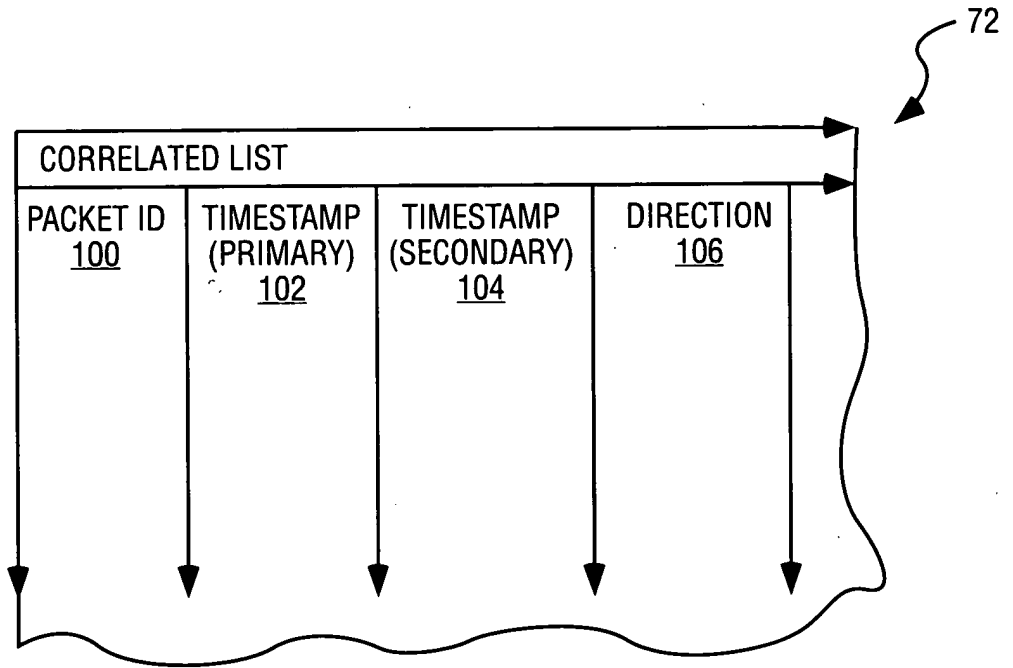 72
CORRELATED LIST
PACKET ID
100
TIMESTAMP
(PRIMARY)
102
TIMESTAMP
(SECONDARY)
104
DIRECTION
106